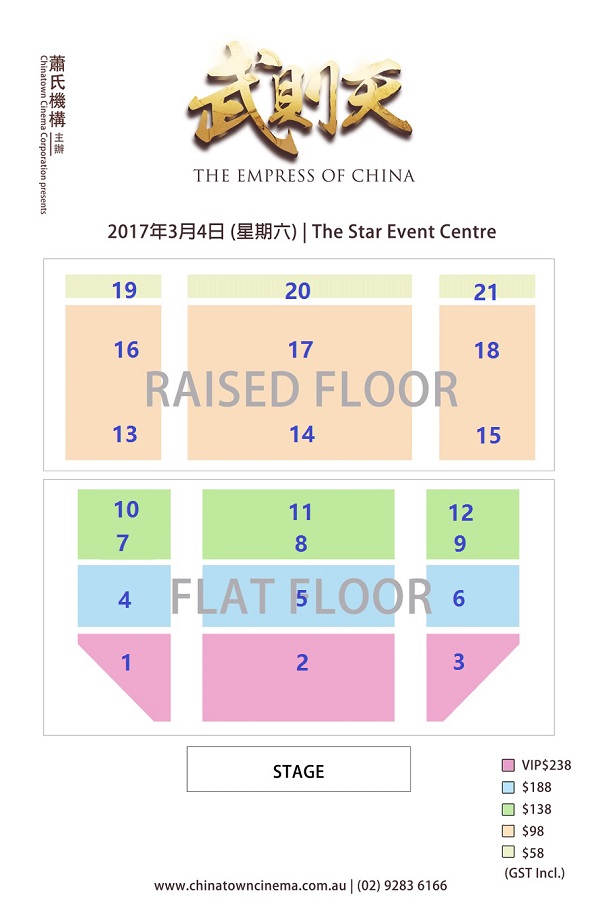 蕭氏機構主辦
Chinatown Cinema Corporation presents
武則天
THE EMPRESS OF CHINA
2017年3月4日 (星期六) | The Star Event Centre
19 20 21
16 17 18
RAISED FLOOR
13 14 15
10 11 12
7 8 9
4 5 6
FLAT FLOOR
1 2 3
STAGE
VIP$238
$188
$138
$98
$58
(GST Incl.)
www.chinatowncinema.com.au | (02) 9283 6166